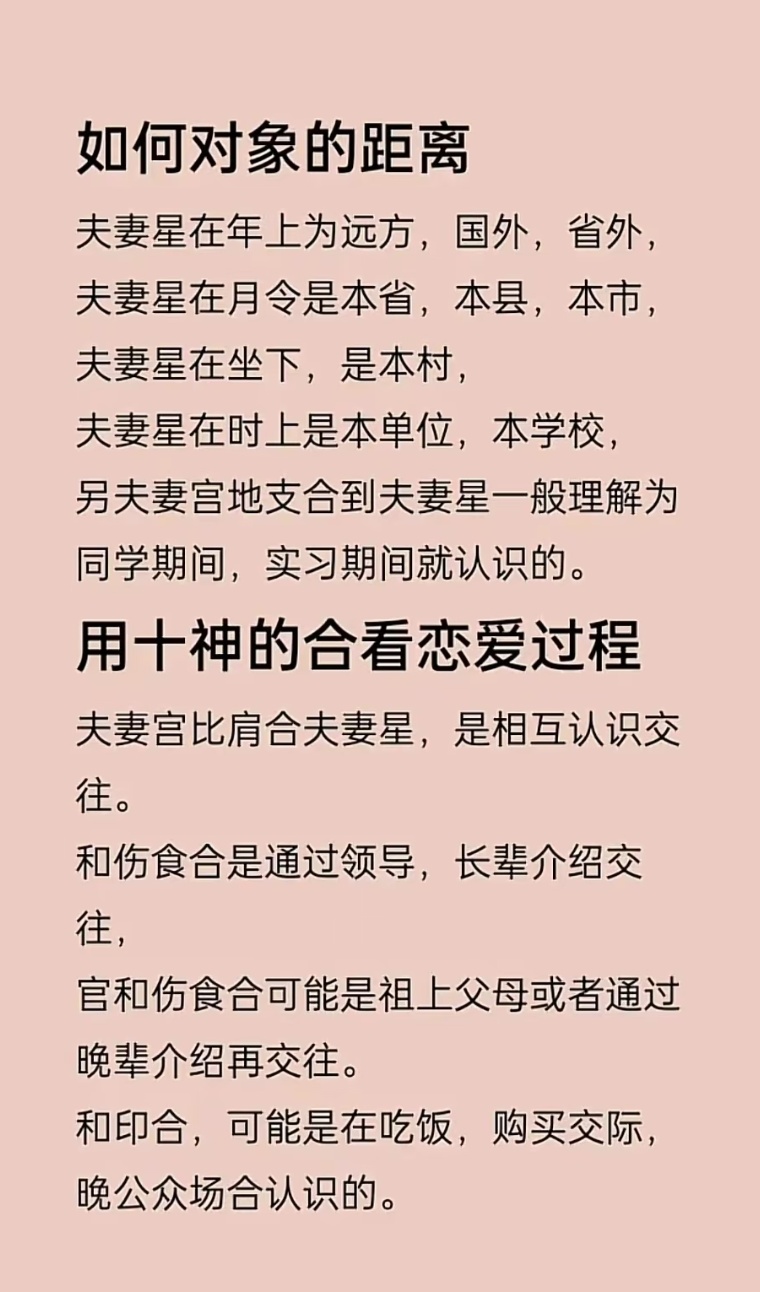 如何对象的距离
夫妻星在年上为远方，国外，省外，
夫妻星在月令是本省，本县，本市，
夫妻星在坐下，是本村，
夫妻星在时上是本单位，本学校，
另夫妻宫地支合到夫妻星一般理解为
同学期间，实习期间就认识的。
用十神的合看恋爱过程
夫妻宫比肩合夫妻星，是相互认识交
往。
和伤食合是通过领导，长辈介绍交
往，
官和伤食合可能是祖上父母或者通过
晚辈介绍再交往。
和印合，可能是在吃饭，购买交际，
晚公众场合认识的。